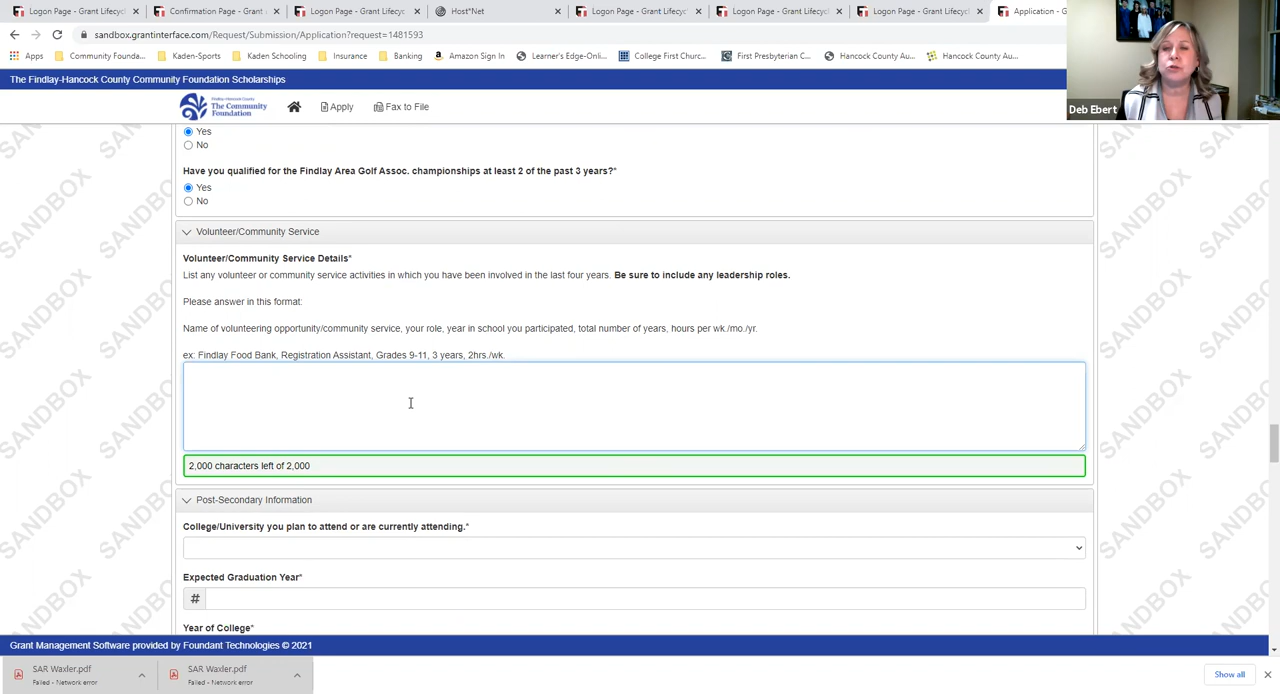 Logon Page - Grant Lifecyc
Confirmation Page - Grant
Logon Page - Grant Lifecyc
Host*Net
Logon Page - Grant Lifecyc
Logon Page - Grant Lifecyc
Logon Page - Grant Lifecyc
Application - G
sandbox.grantinterface.com/Request/Submission/Application?request=1481593
Apps
Community Founda...
Kaden-Sports
Kaden Schooling
Insurance
Banking
Amazon Sign In
Learner's Edge-Onli...
College First Churc...
First Presbyterian C...
Hancock County Au...
Hancock County Au...
Deb Ebert
The Findlay-Hancock County Community Foundation Scholarships
The Community
Foundation
Apply
Fax to File
Yes
No
Have you qualified for the Findlay Area Golf Assoc. championships at least 2 of the past 3 years?*
Yes
No
Volunteer/Community Service
Volunteer/Community Service Details*
List any volunteer or community service activities in which you have been involved in the last four years. Be sure to include any leadership roles.
Please answer in this format:
Name of volunteering opportunity/community service, your role, year in school you participated, total number of years, hours per wk./mo./yr.
ex: Findlay Food Bank, Registration Assistant, Grades 9-11, 3 years, 2hrs./wk.
2,000 characters left of 2,000
Post-Secondary Information
College/University you plan to attend or are currently attending.*
Expected Graduation Year*
#
Year of College*
SANDBOX
SANDBOX
SANDBOX
SANDBOX
SANDBOX
SANDBOX
SANDBOX
SANDBOX
Grant Management Software provided by Foundant Technologies © 2021
SAR Waxler.pdf
Failed - Network error
SAR Waxler.pdf
Failed - Network error
Show all